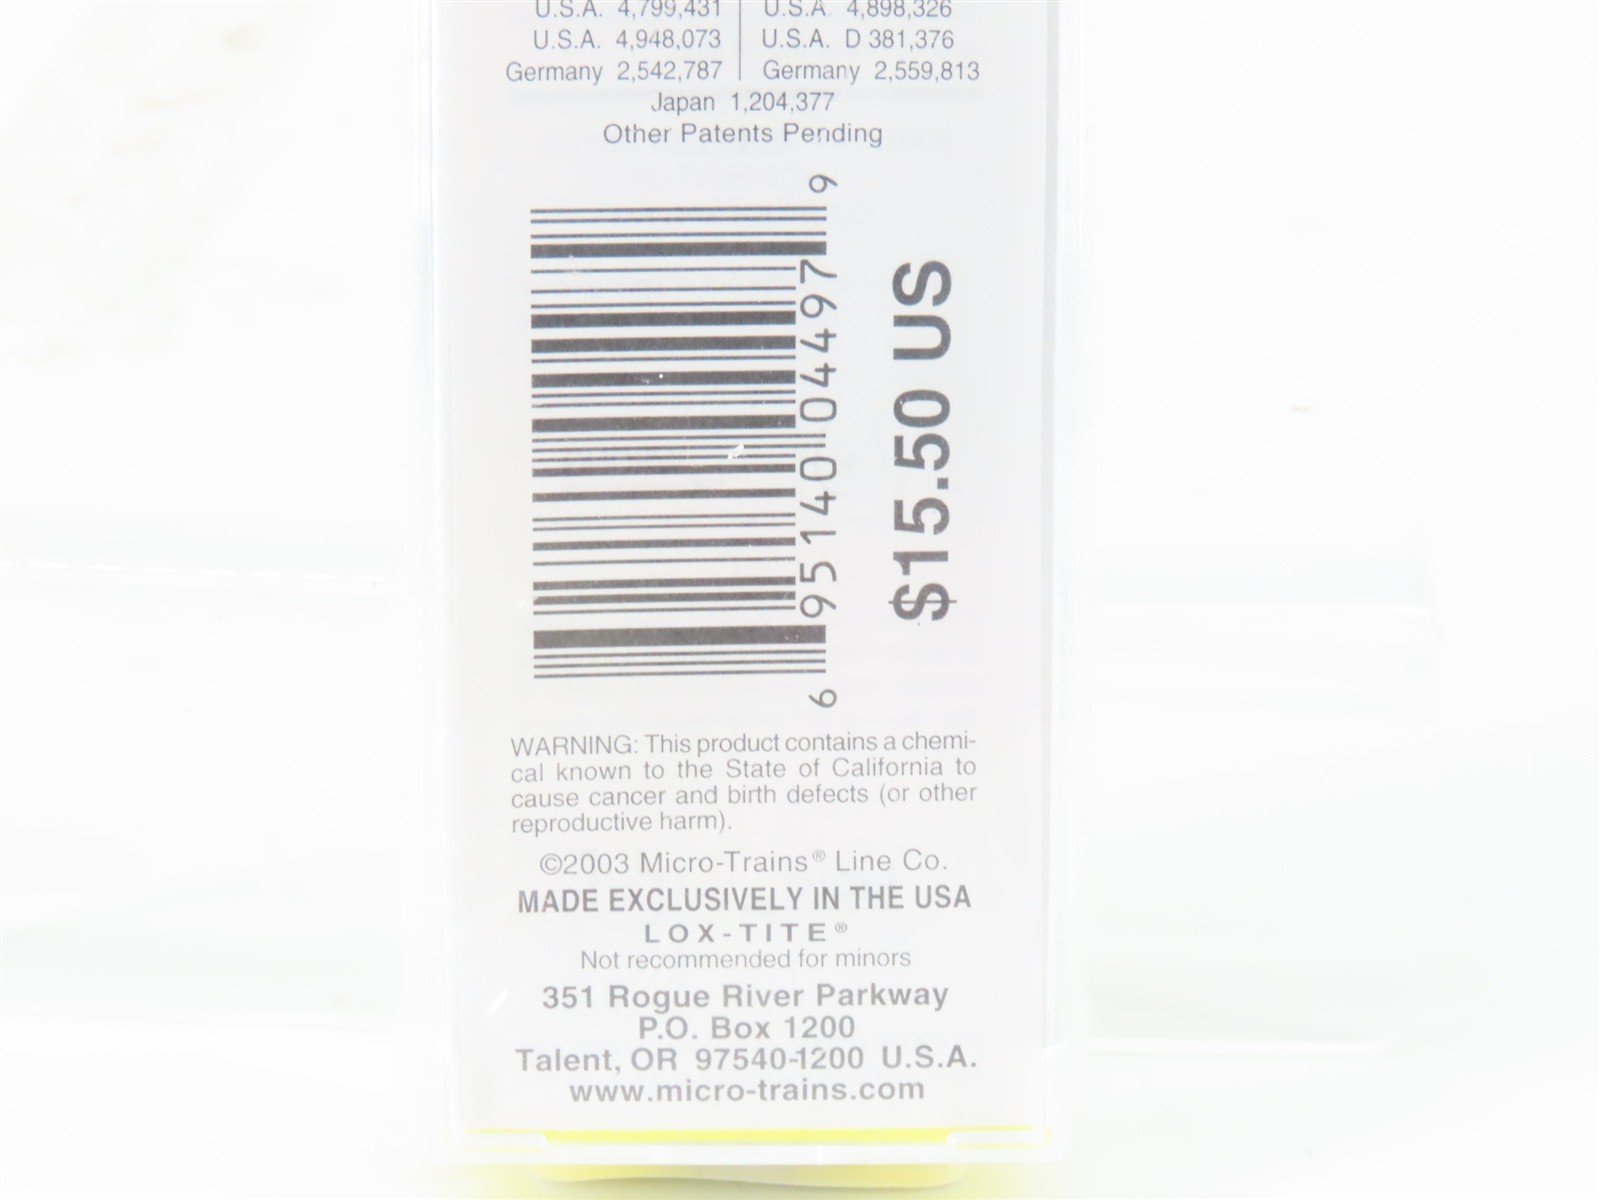 U.S.A. 4,799,431 | U.S.A. 4,898,326
U.S.A. 4,948,073 | U.S.A. D 381,376
Germany 2,542,787 | Germany 2,559,813
Japan 1,204,377
Other Patents Pending
6 95140 04497 9
$15.50 US
WARNING: This product contains a chemi-
cal known to the State of California to
cause cancer and birth defects (or other
reproductive harm).
©2003 Micro-Trains® Line Co.
MADE EXCLUSIVELY IN THE USA
LOX-TITE®
Not recommended for minors
351 Rogue River Parkway
P.O. Box 1200
Talent, OR 97540-1200 U.S.A.
www.micro-trains.com